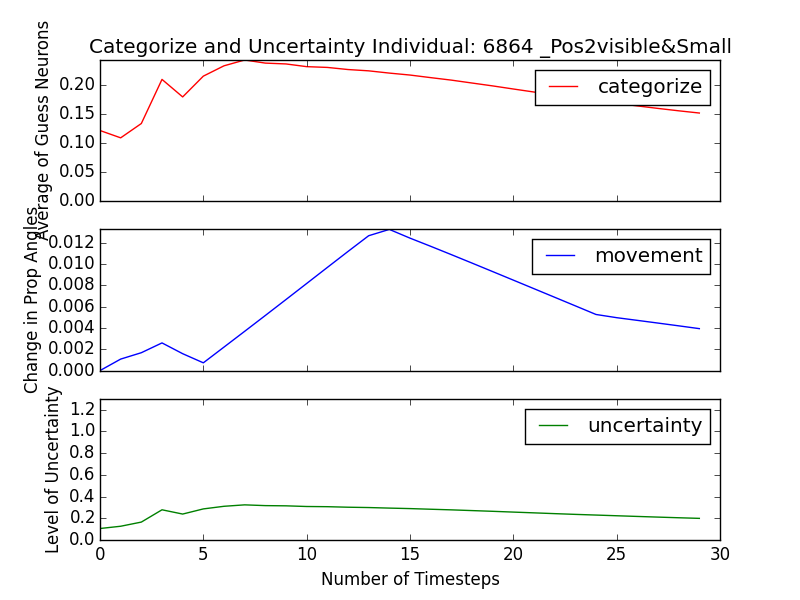 Categorize and Uncertainty Individual: 6864 _Pos2visible&Small
Average of Guess Neurons
0.20
0.15
0.10
0.05
0.00
categorize
Change in Prop Angles
0.012
0.010
0.008
0.006
0.004
0.002
0.000
movement
Level of Uncertainty
1.2
1.0
0.8
0.6
0.4
0.2
0.0
uncertainty
0 5 10 15 20 25 30
Number of Timesteps